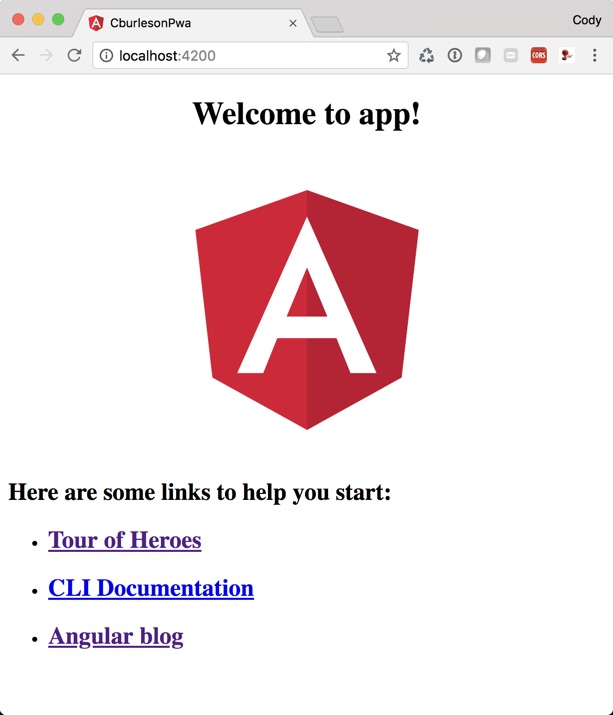 CburlesonPwa
Cody
localhost:4200
CORS
Welcome to app!
A
Here are some links to help you start:
Tour of Heroes
CLI Documentation
Angular blog